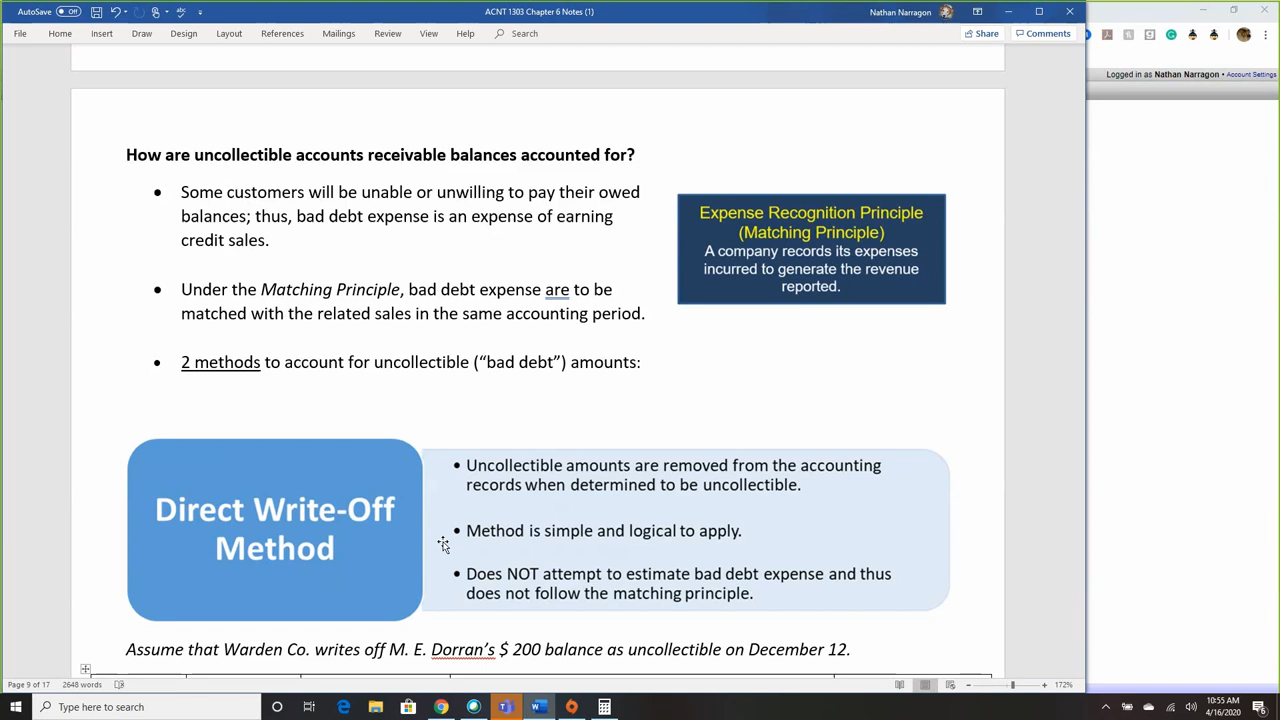 AutoSave Off ACNT 1303 Chapter 6 Notes (1) Nathan Narragon
File Home Insert Draw Design Layout References Mailings Review View Help Search Share Comments
Logged in as Nathan Narragon • Account Settings
How are uncollectible accounts receivable balances accounted for?
• Some customers will be unable or unwilling to pay their owed
balances; thus, bad debt expense is an expense of earning
credit sales.
Expense Recognition Principle
(Matching Principle)
A company records its expenses
incurred to generate the revenue
reported.
• Under the Matching Principle, bad debt expense are to be
matched with the related sales in the same accounting period.
• 2 methods to account for uncollectible (“bad debt”) amounts:
Direct Write-Off
Method
• Uncollectible amounts are removed from the accounting
records when determined to be uncollectible.
• Method is simple and logical to apply.
• Does NOT attempt to estimate bad debt expense and thus
does not follow the matching principle.
Assume that Warden Co. writes off M. E. Dorran’s $ 200 balance as uncollectible on December 12.
Page 9 of 17 2648 words 172%
Type here to search
10:55 AM
4/16/2020